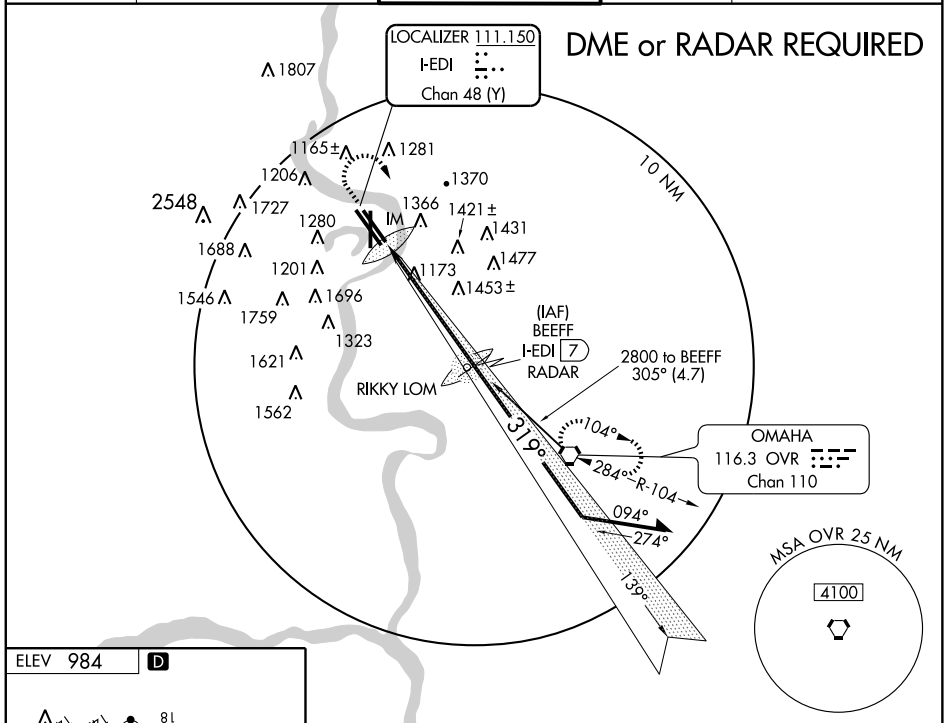 LOCALIZER 111.150
I-EDI
Chan 48 (Y)
DME or RADAR REQUIRED
1807
1165±
1281
10 NM
1206
1370
2548
1727
1366
1421±
IM
1280
1431
1688
1477
1201
1173
1453±
1546
1759
1696
1323
(IAF)
BEEFF
I-EDI 7
RADAR
2800 to BEEFF
305° (4.7)
1621
RIKKY LOM
1562
319°
104°
OMAHA
116.3 OVR
Chan 110
284°
R-104
094°
274°
139°
MSA OVR 25 NM
4100
ELEV 984 D
18